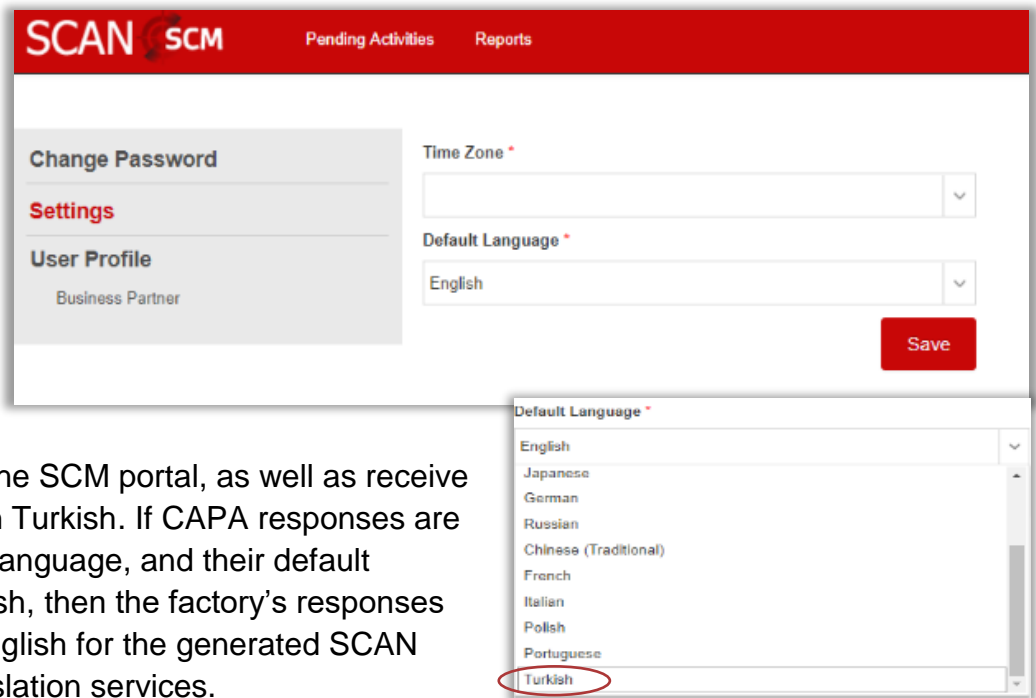 SCAN SCM Pending Activities Reports
Change Password
Settings
User Profile
Business Partner
Time Zone *
Default Language *
English
Save
Default Language *
English
Japanese
German
Russian
Chinese (Traditional)
French
Italian
Polish
Portuguese
Turkish
he SCM portal, as well as receive
Turkish. If CAPA responses are
anguage, and their default
sh, then the factory's responses
glish for the generated SCAN
slation services.